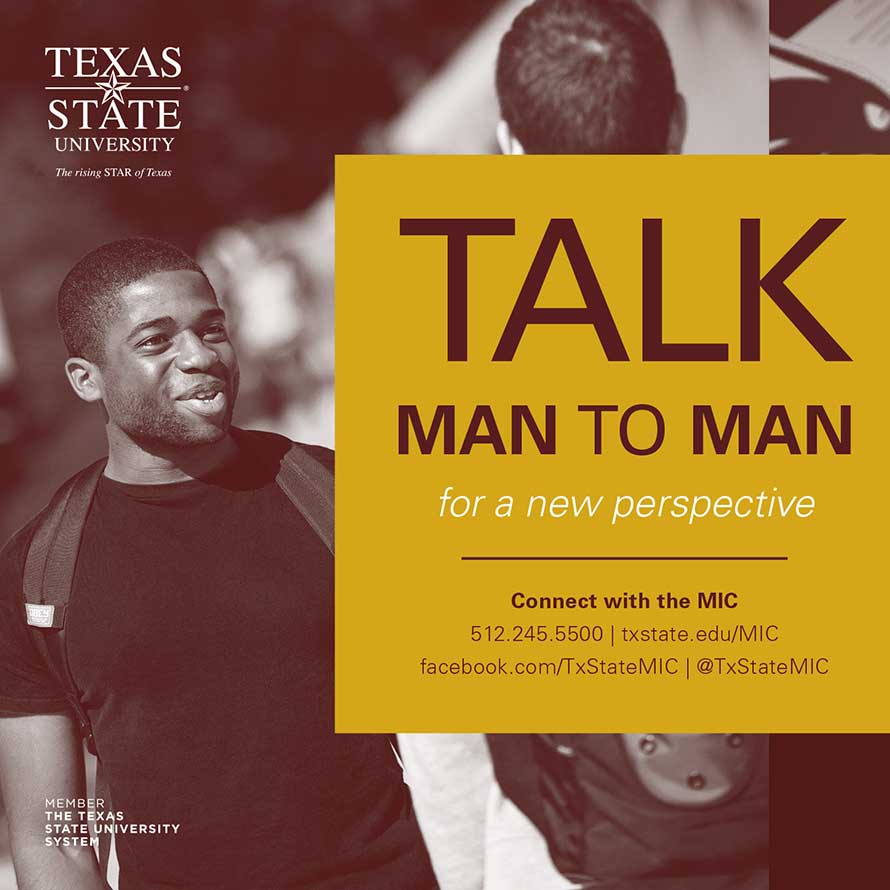 TEXAS
STATE
®
UNIVERSITY
The rising STAR of Texas
TALK
MAN TO MAN
for a new perspective
Connect with the MIC
512.245.5500 | txstate.edu/MIC
facebook.com/TxStateMIC | @TxStateMIC
OBEY
MEMBER
THE TEXAS
STATE UNIVERSITY
SYSTEM